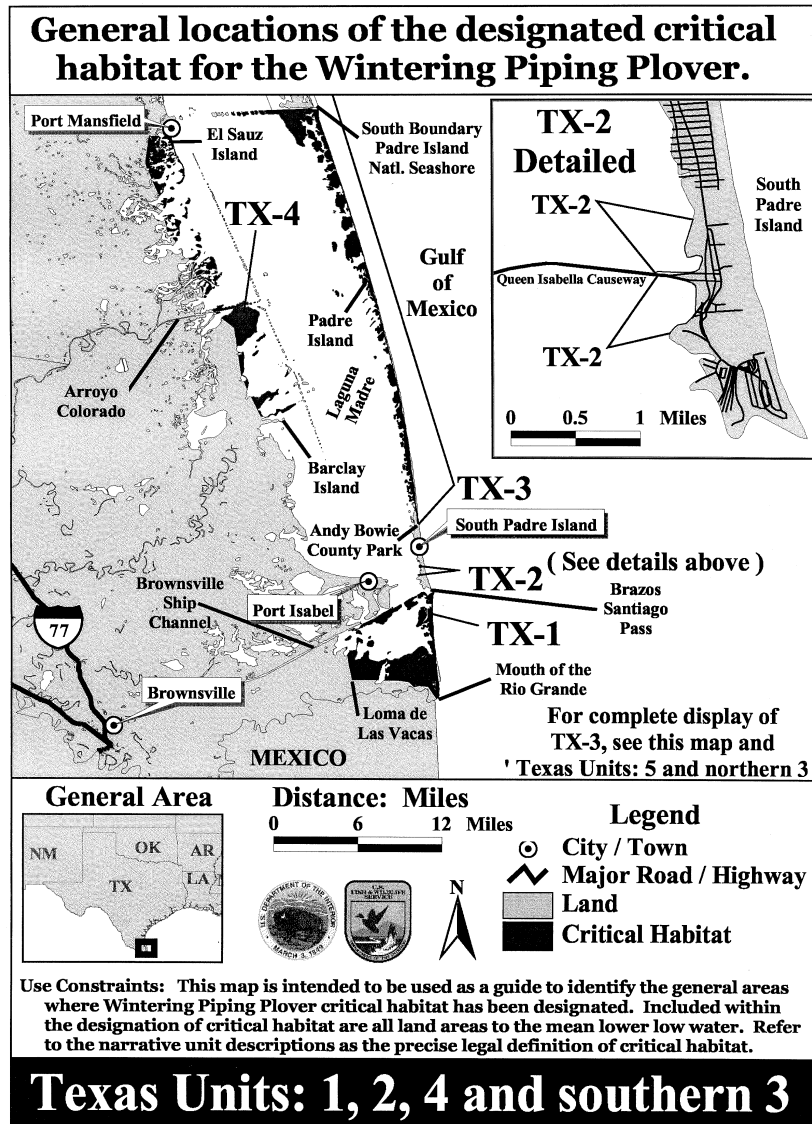 General locations of the designated critical
habitat for the Wintering Piping Plover.
Port Mansfield
El Sauz
Island
South Boundary
Padre Island
Natl. Seashore
TX-4
Gulf
of
Mexico
Padre
Island
Laguna
Madre
Arroyo
Colorado
Barclay
Island
TX-3
Andy Bowie
County Park
South Padre Island
TX-2
( See details above )
Brownsville
Ship
Channel
Port Isabel
Brazos
Santiago
Pass
TX-1
77
Mouth of the
Rio Grande
Brownsville
Loma de
Las Vacas
MEXICO
For complete display of
TX-3, see this map and
' Texas Units: 5 and northern 3
TX-2
Detailed
TX-2
South
Padre
Island
Queen Isabella Causeway
TX-2
0 0.5 1 Miles
General Area
NM
OK
AR
TX
LA
Distance: Miles
0 6 12 Miles
U.S. DEPARTMENT OF THE INTERIOR
MARCH 3, 1849
U.S.
FISH & WILDLIFE
SERVICE
N
Legend
City / Town
Major Road / Highway
Land
Critical Habitat
Use Constraints: This map is intended to be used as a guide to identify the general areas
where Wintering Piping Plover critical habitat has been designated. Included within
the designation of critical habitat are all land areas to the mean lower low water. Refer
to the narrative unit descriptions as the precise legal definition of critical habitat.
Texas Units: 1, 2, 4 and southern 3